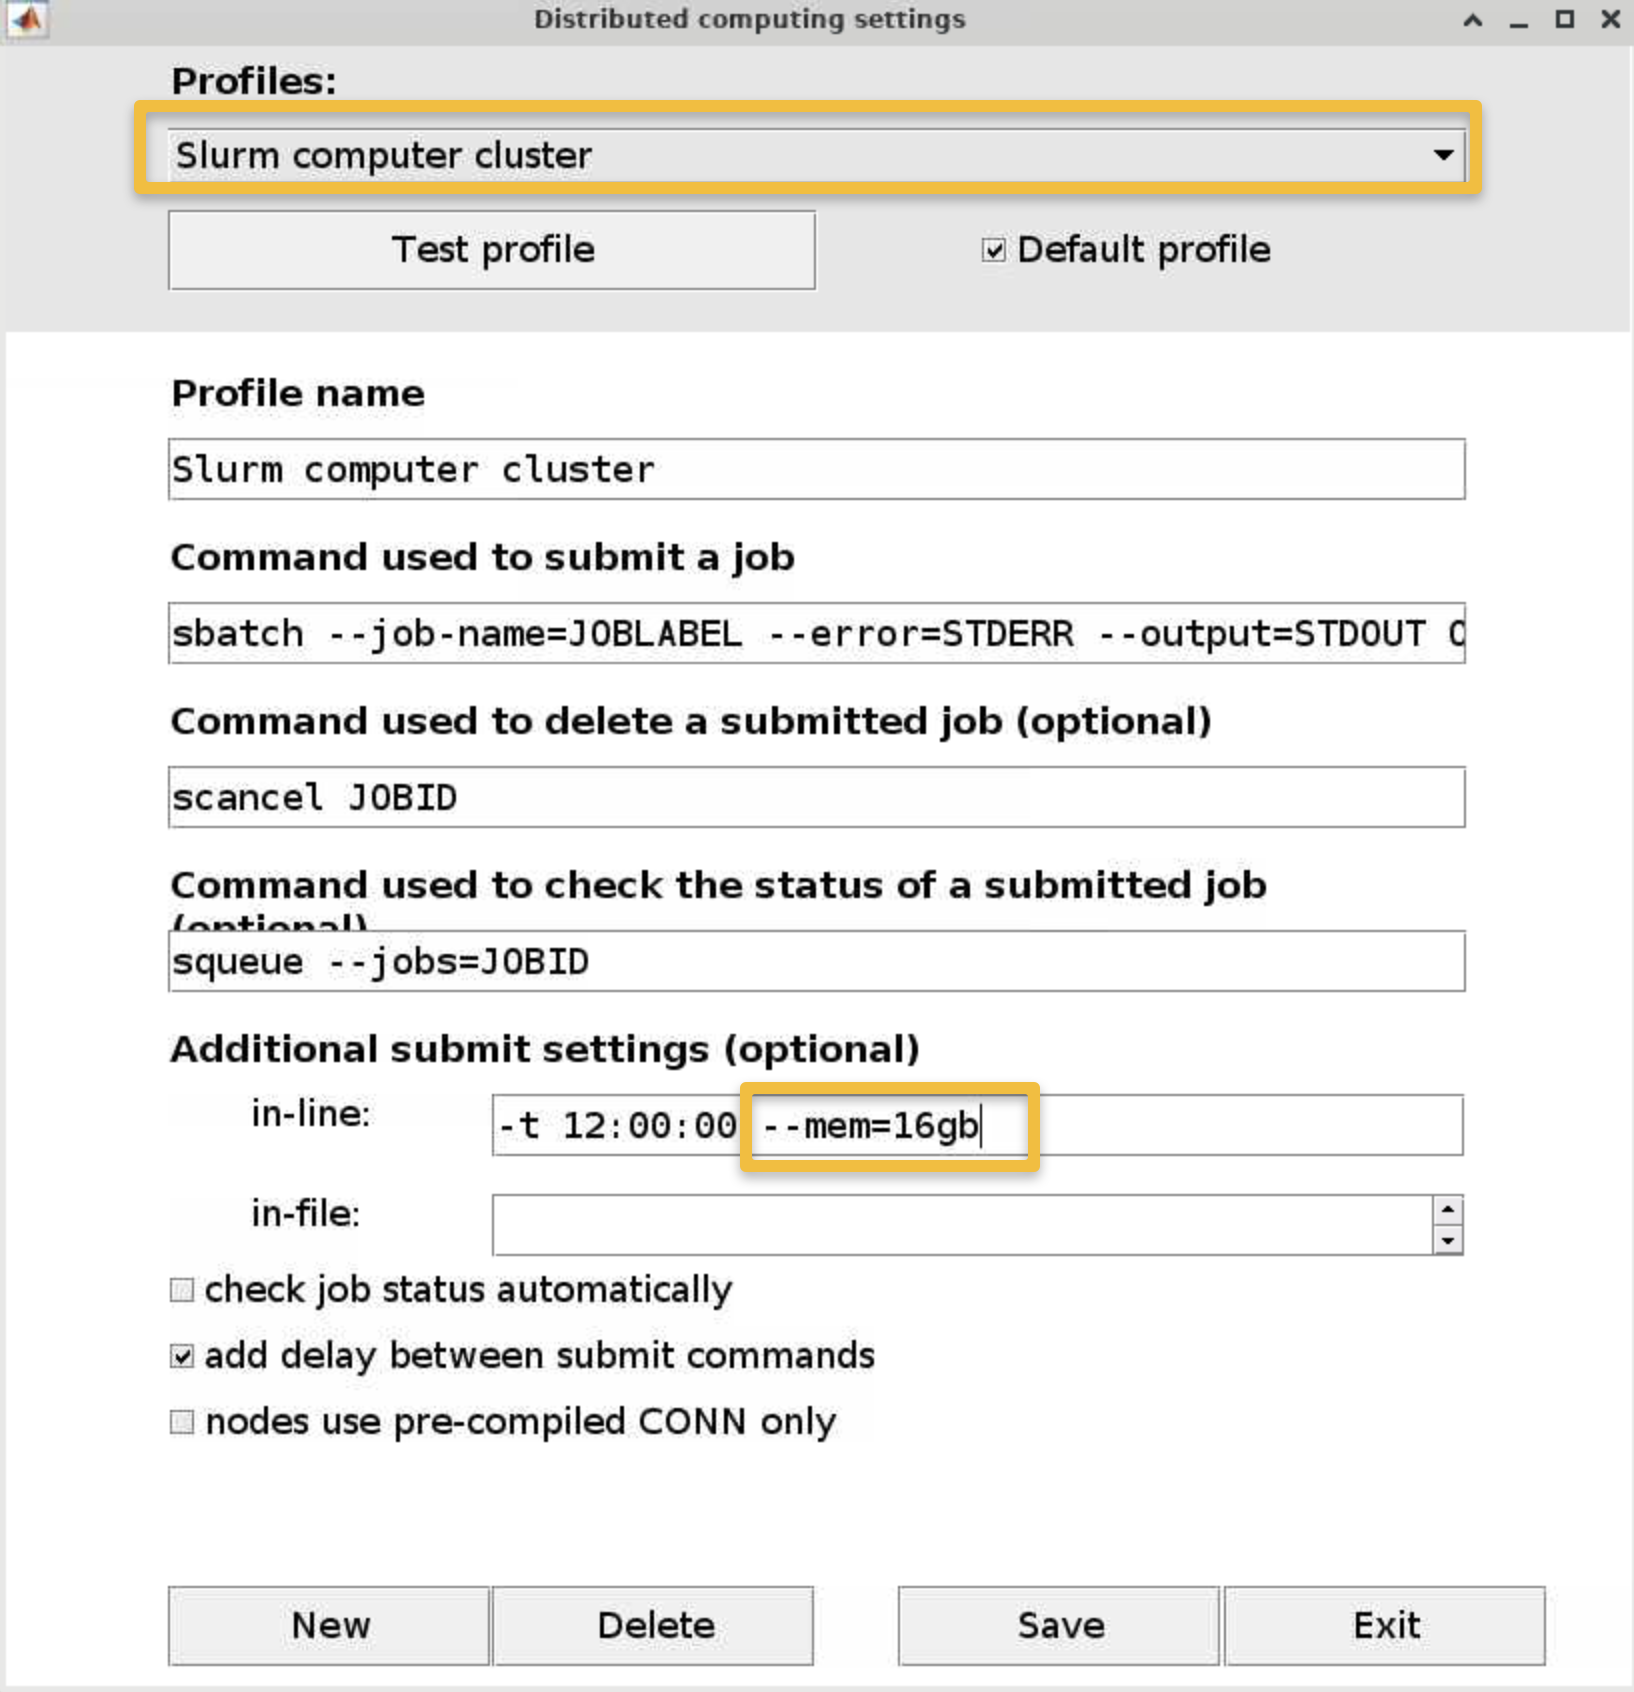 Distributed computing settings
Profiles:
Slurm computer cluster
Test profile
Default profile
Profile name
Slurm computer cluster
Command used to submit a job
sbatch --job-name=JOBLABEL --error=STDERR --output=STDOUT
Command used to delete a submitted job (optional)
scancel JOBID
Command used to check the status of a submitted job
(optional)
squeue --jobs=JOBID
Additional submit settings (optional)
in-line:
-t 12:00:00 --mem=16gb
in-file:
check job status automatically
add delay between submit commands
nodes use pre-compiled CONN only
New
Delete
Save
Exit